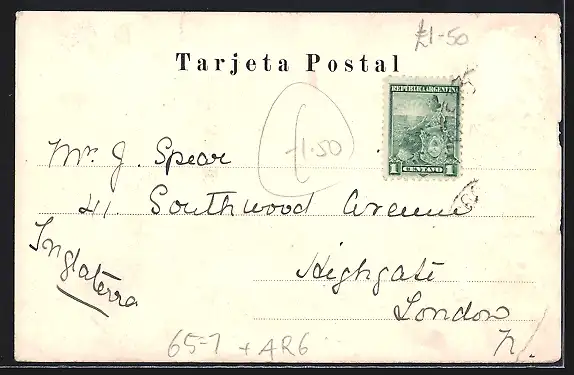 £1-50
Tarjeta Postal
REPUBLICA ARGENTINA
1 CENTAVO 1
1.50
Mr. J. Spear
41. Southwood Avenue
Inglaterra
Highgate
London
N.
65-7 + AR6